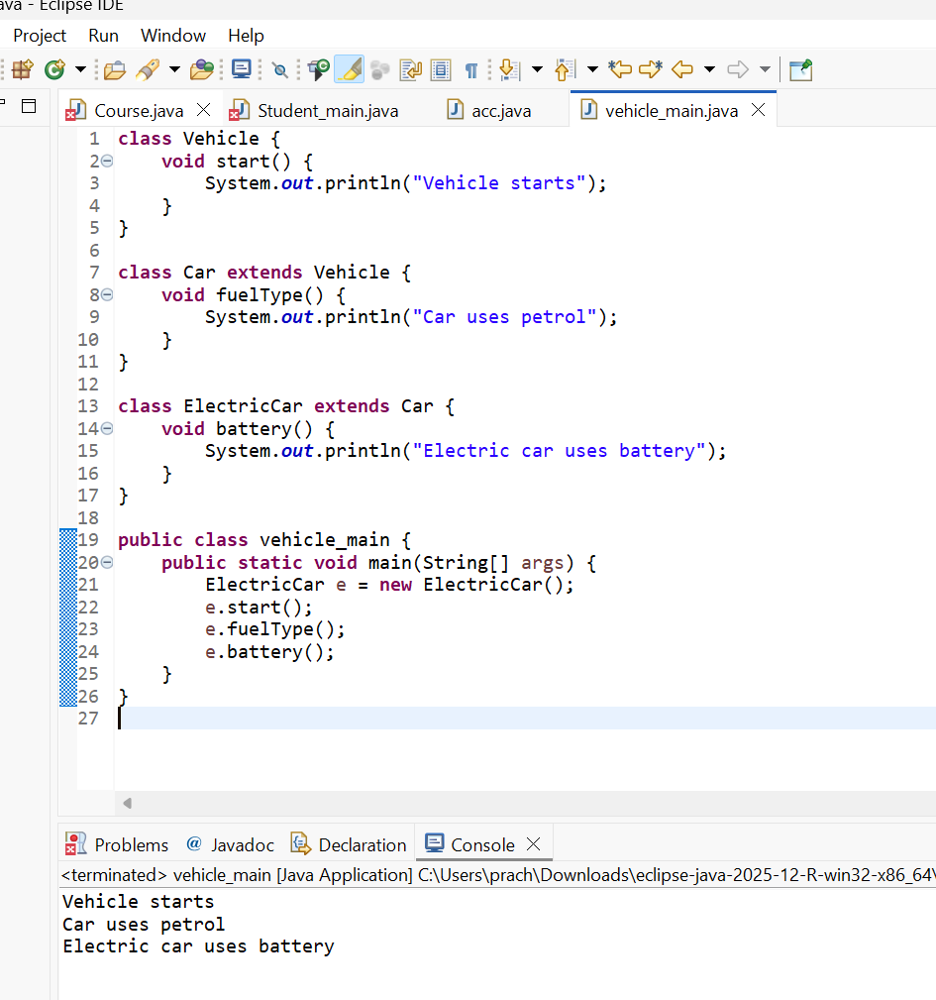 ava - Eclipse IDE
Project Run Window Help
Course.java Student_main.java acc.java vehicle_main.java
1 class Vehicle {
2 void start() {
3 System.out.println("Vehicle starts");
4 }
5 }
6
7 class Car extends Vehicle {
8 void fuelType() {
9 System.out.println("Car uses petrol");
10 }
11 }
12
13 class ElectricCar extends Car {
14 void battery() {
15 System.out.println("Electric car uses battery");
16 }
17 }
18
19 public class vehicle_main {
20 public static void main(String[] args) {
21 ElectricCar e = new ElectricCar();
22 e.start();
23 e.fuelType();
24 e.battery();
25 }
26 }
27
Problems @ Javadoc Declaration Console
<terminated> vehicle_main [Java Application] C:\Users\prach\Downloads\eclipse-java-2025-12-R-win32-x86_64\
Vehicle starts
Car uses petrol
Electric car uses battery